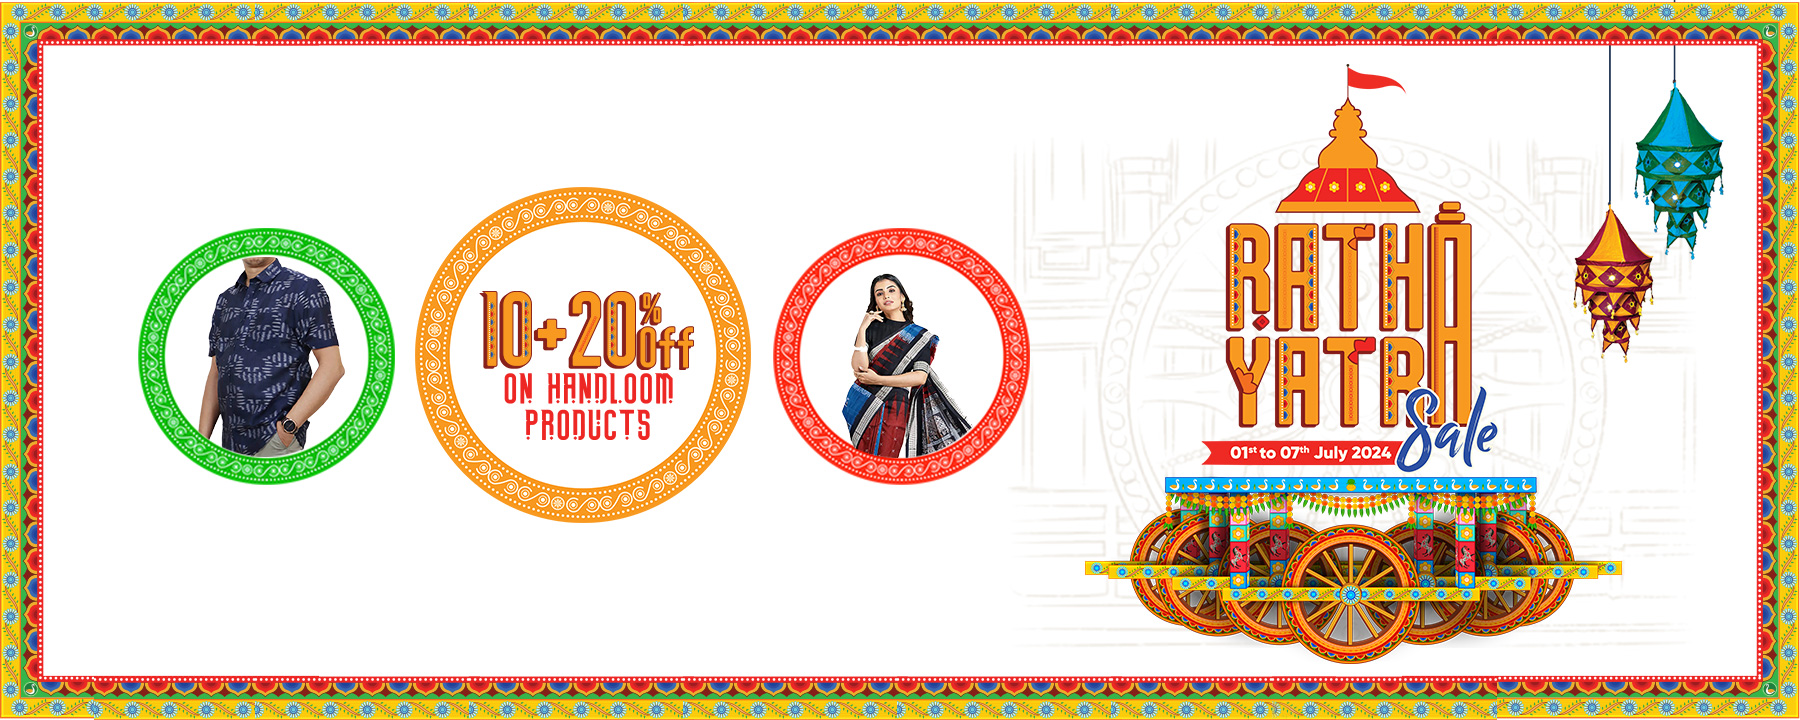 10+20% Off
ON HANDLOOM
PRODUCTS
RATHA
YATRA
Sale
01st to 07th July 2024